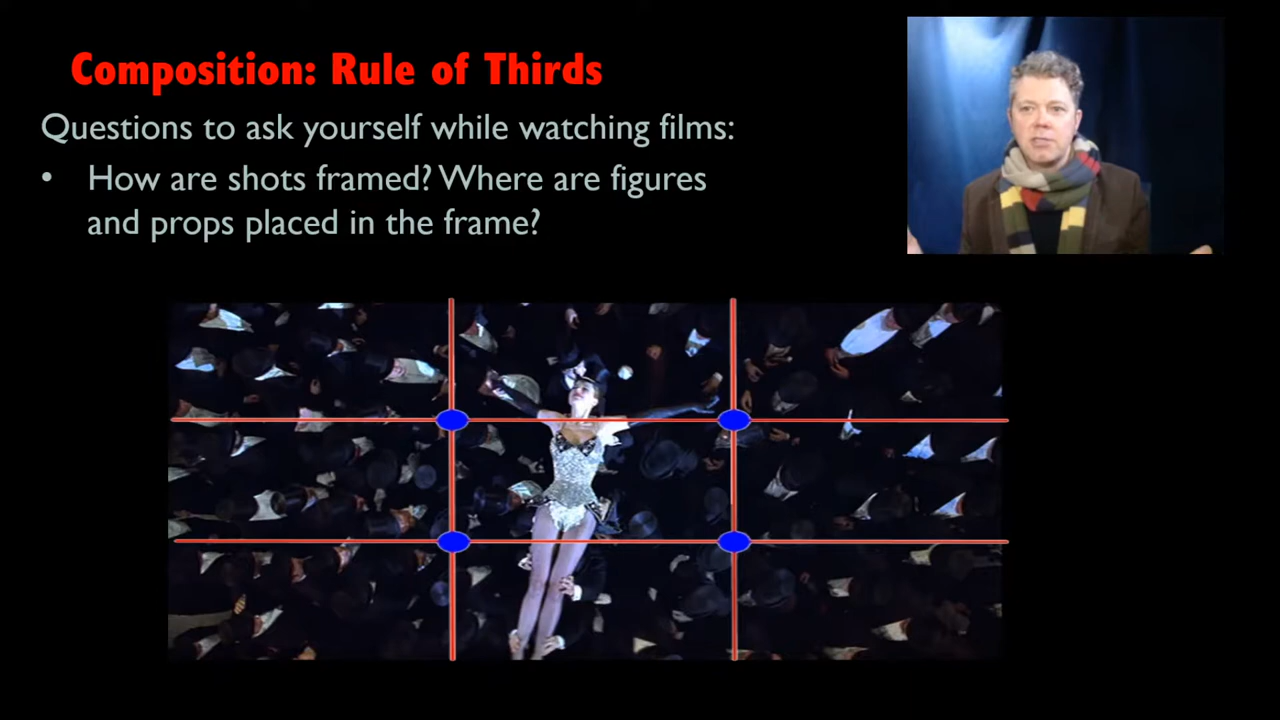 Composition: Rule of Thirds
Questions to ask yourself while watching films:
• How are shots framed? Where are figures
and props placed in the frame?